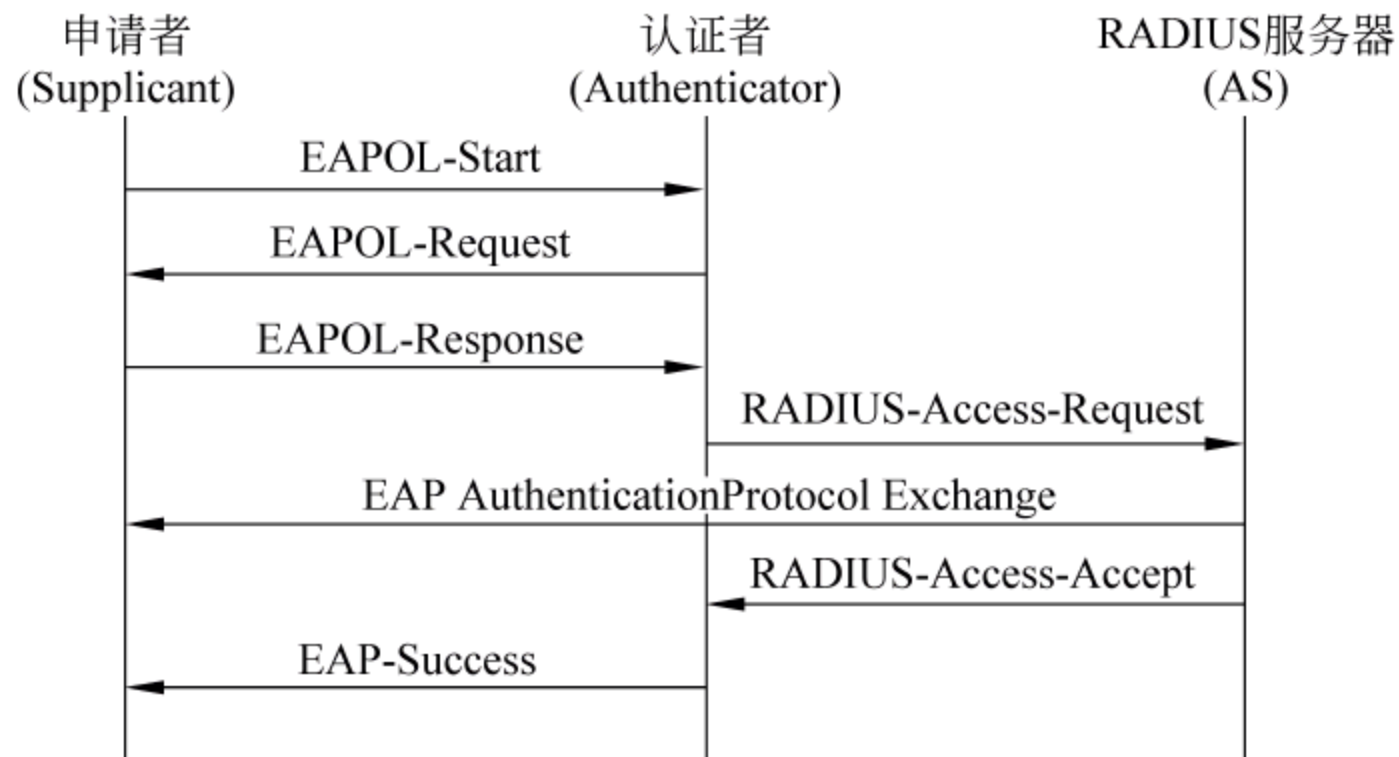 申请者
(Supplicant)
认证者
(Authenticator)
RADIUS服务器
(AS)
EAPOL-Start
EAPOL-Request
EAPOL-Response
RADIUS-Access-Request
EAP AuthenticationProtocol Exchange
RADIUS-Access-Accept
EAP-Success